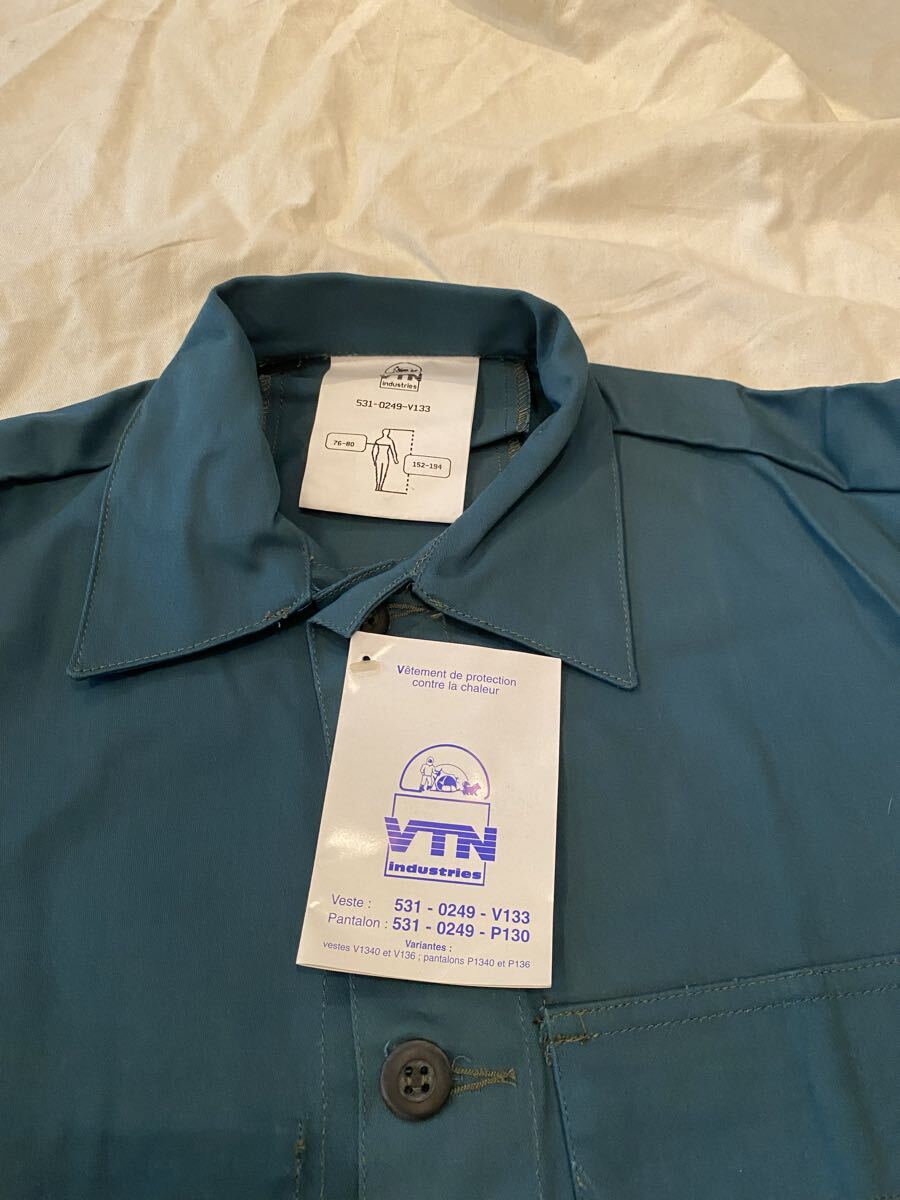 VTN
industries
531-0249-V133
76-80
152-194
Vêtement de protection
contre la chaleur
VTN
industries
Veste : 531 - 0249 - V133
Pantalon : 531 - 0249 - P130
Variantes :
vestes V1340 et V136 ; pantalons P1340 et P136